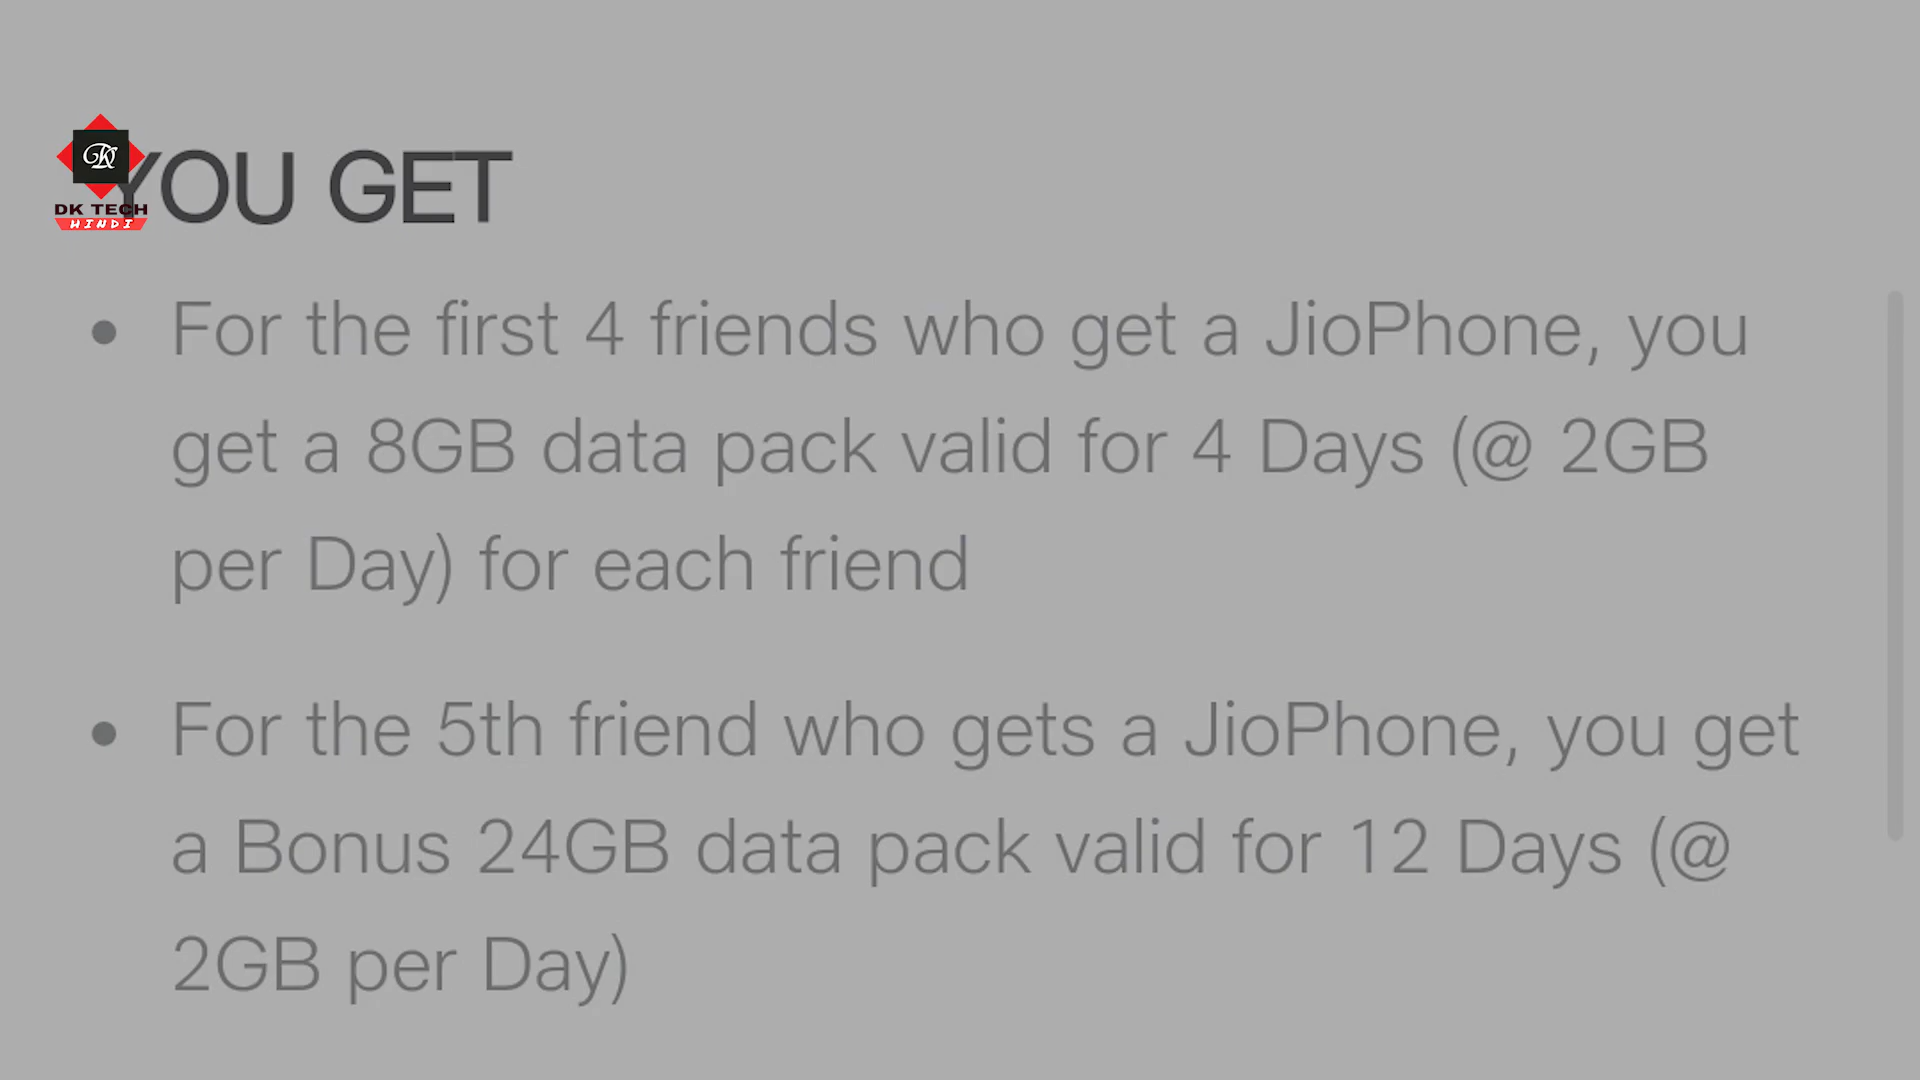 YOU GET
DK TECH
HINDI
• For the first 4 friends who get a JioPhone, you
get a 8GB data pack valid for 4 Days (@ 2GB
per Day) for each friend
• For the 5th friend who gets a JioPhone, you get
a Bonus 24GB data pack valid for 12 Days (@
2GB per Day)